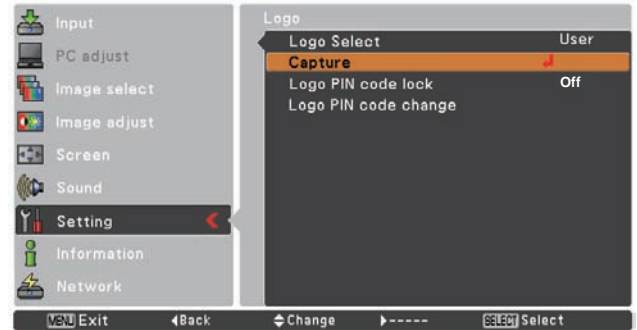 Input
PC adjust
Image select
Image adjust
Screen
Sound
Setting
Information
Network
Logo
Logo Select User
Capture
Logo PIN code lock Off
Logo PIN code change
MENU Exit Back Change ----- SELECT Select